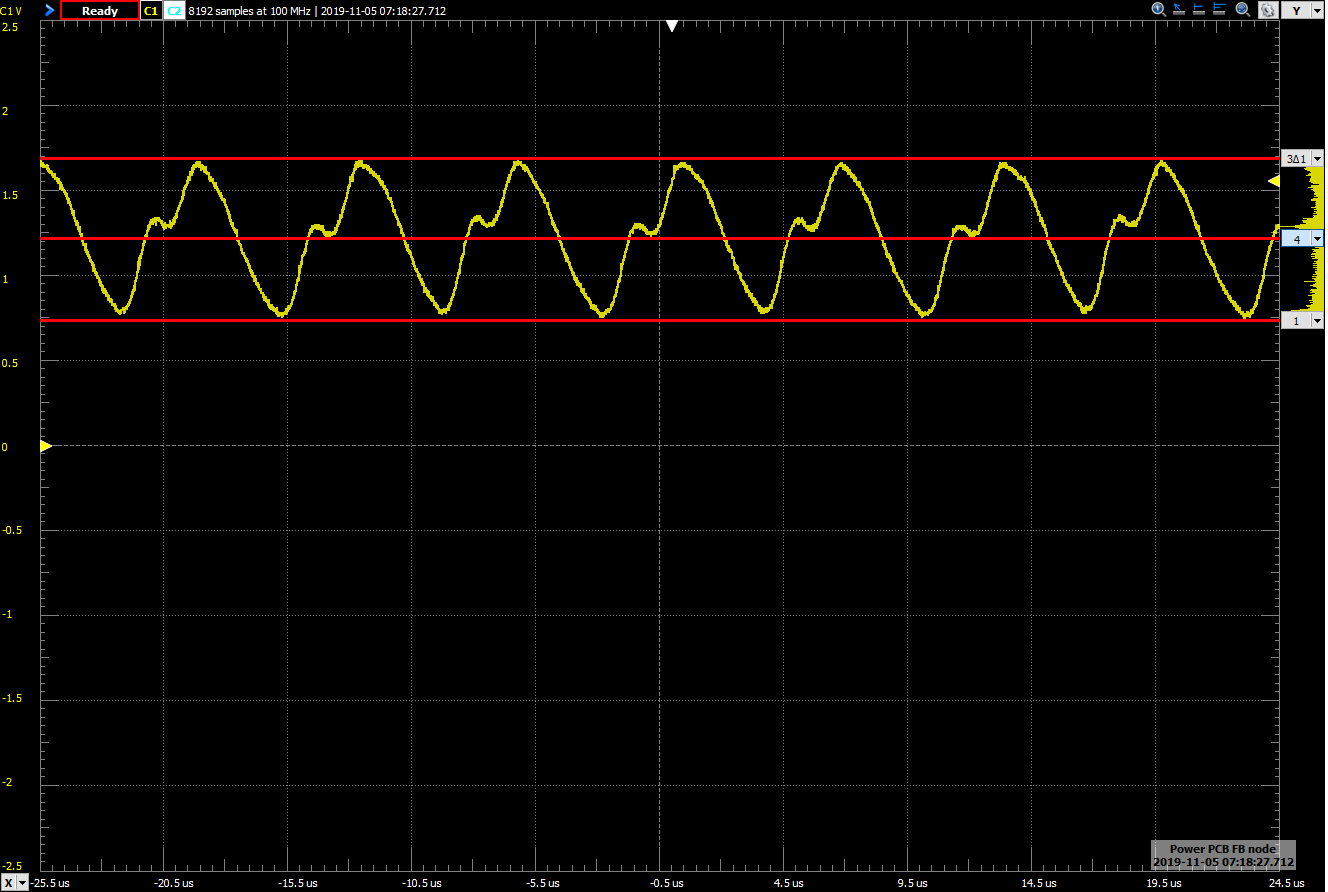 C1 V
Ready C1 C2 8192 samples at 100 MHz | 2019-11-05 07:18:27.712
Y
2.5
2
1.5
1
0.5
0
-0.5
-1
-1.5
-2
-2.5
3Δ1
4
1
Power PCB FB node
2019-11-05 07:18:27.712
X
-25.5 us -20.5 us -15.5 us -10.5 us -5.5 us -0.5 us 4.5 us 9.5 us 14.5 us 19.5 us 24.5 us